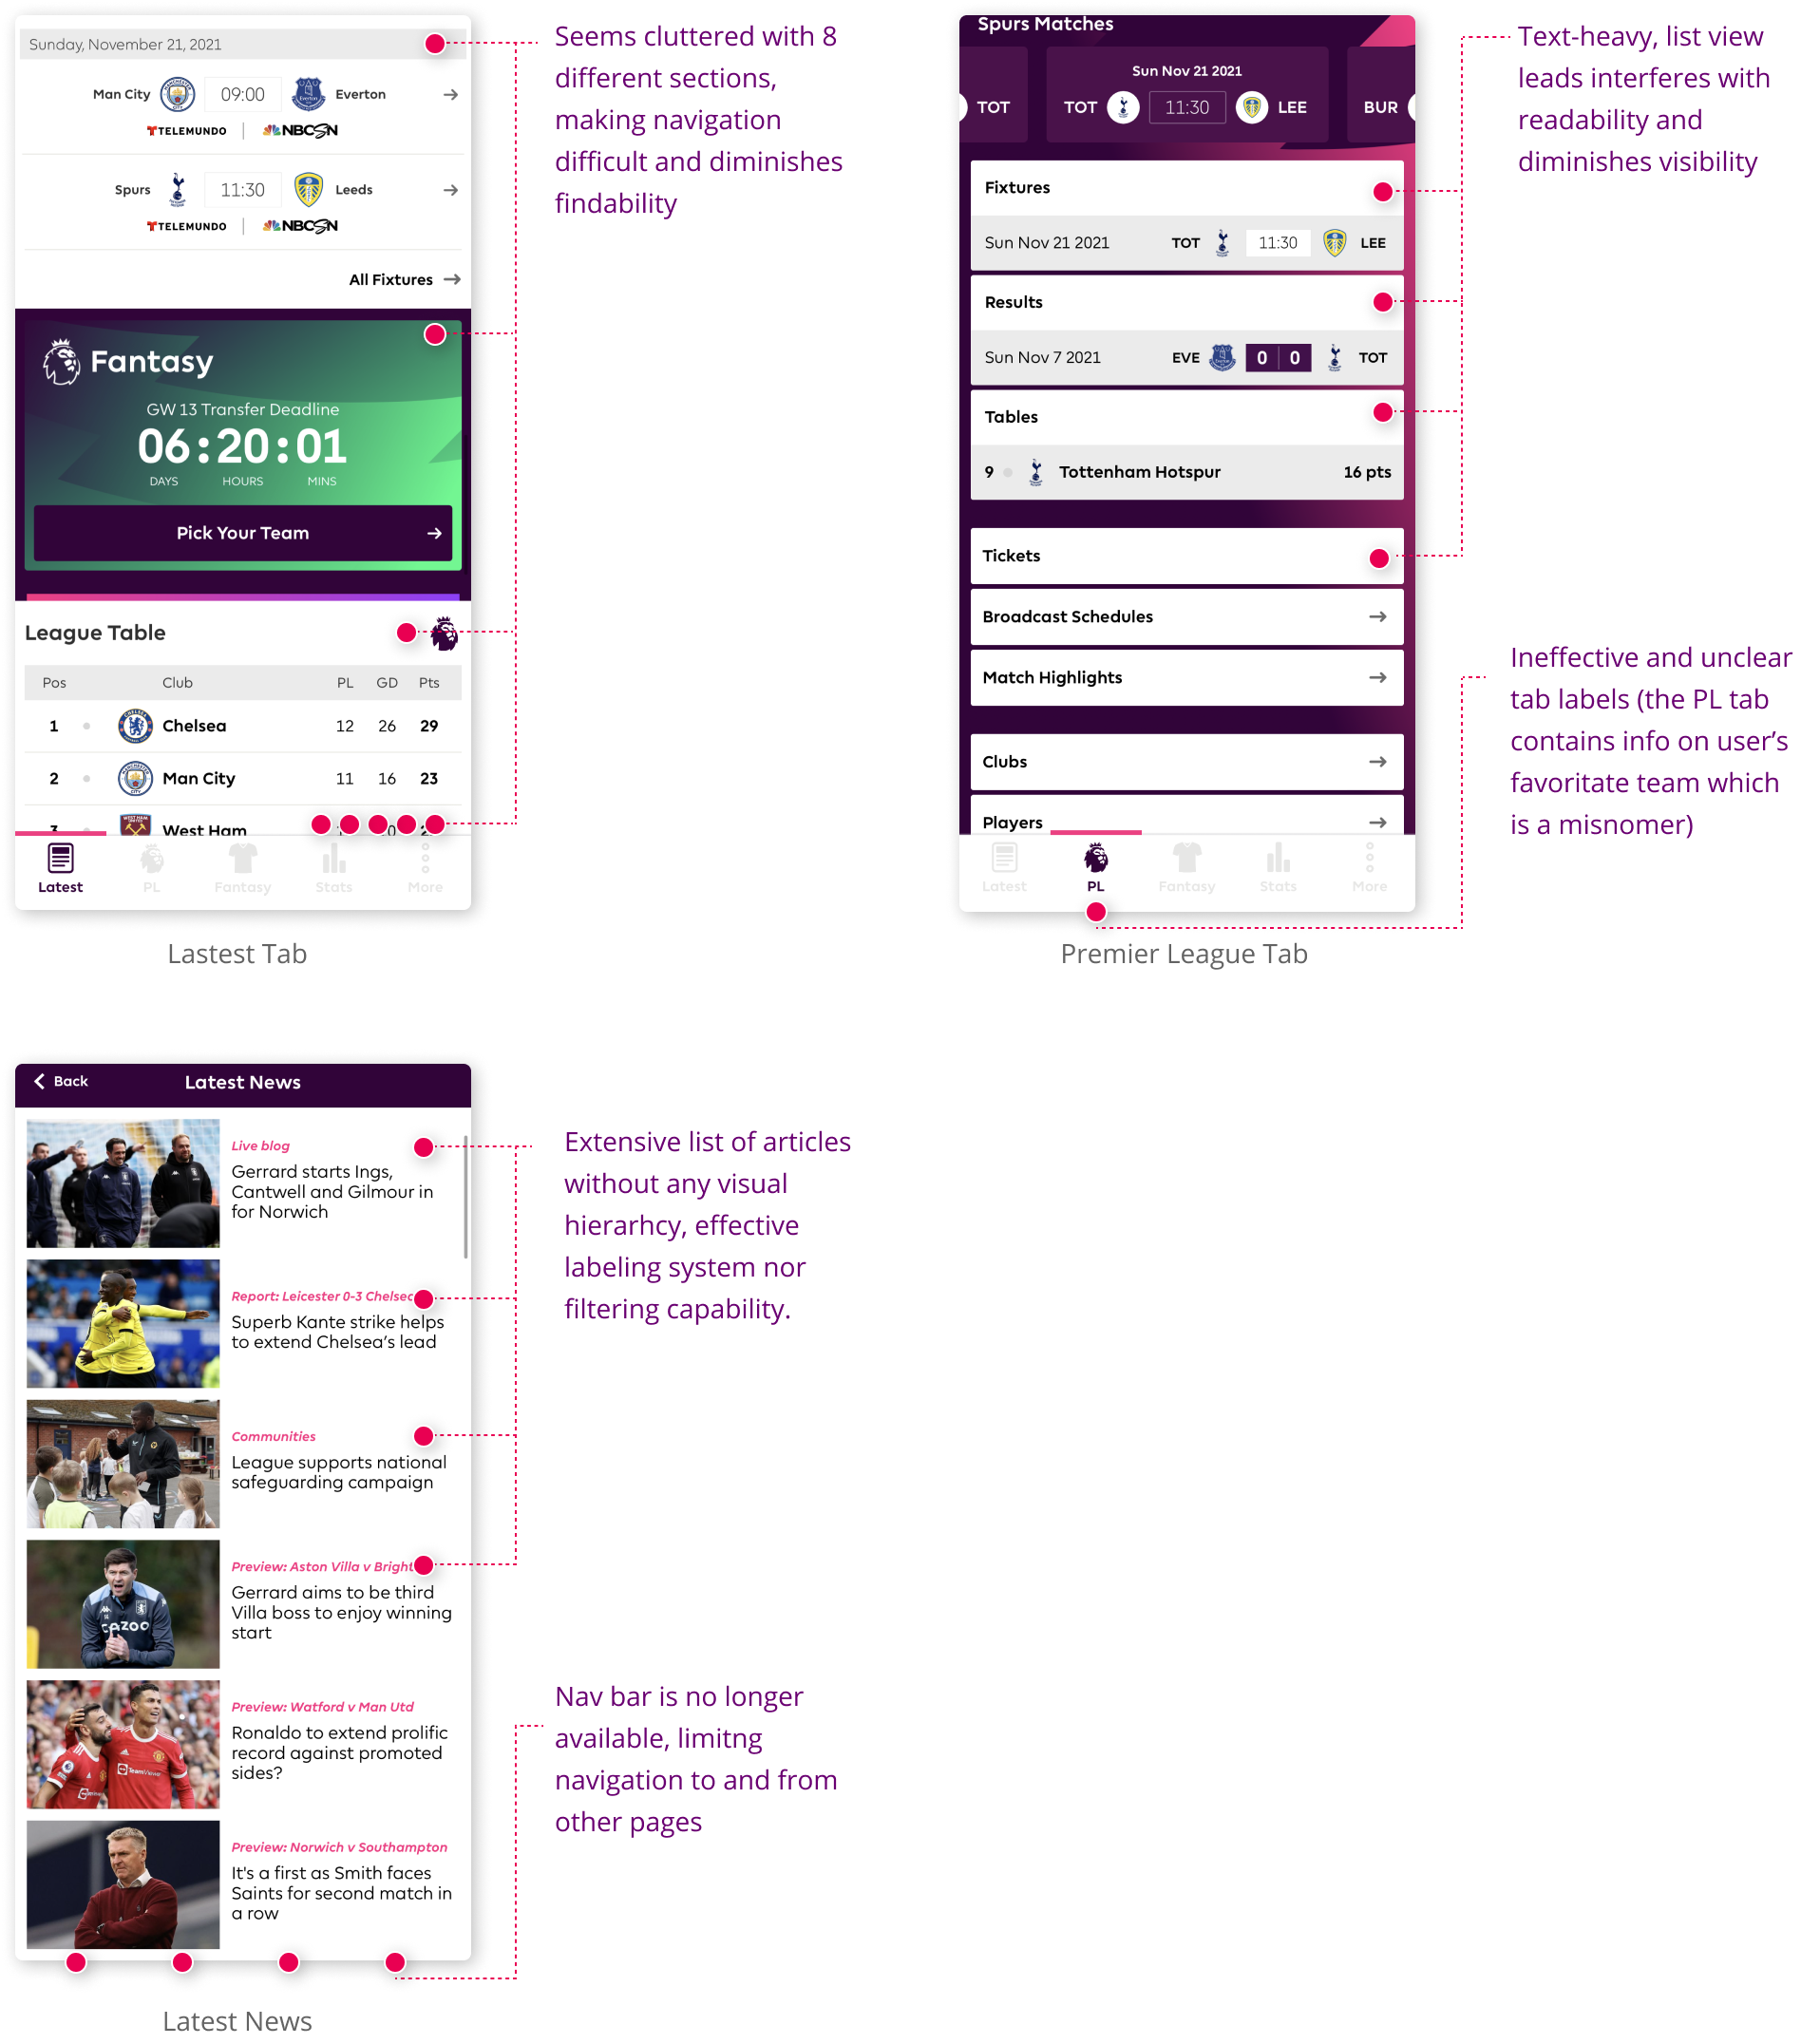 Sunday, November 21, 2021
Man City 09:00 Everton
TELEMUNDO NBCSN
Spurs 11:30 Leeds
TELEMUNDO NBCSN
All Fixtures
Fantasy
GW 13 Transfer Deadline
06:20:01
DAYS HOURS MINS
Pick Your Team
League Table
Pos Club PL GD Pts
1 Chelsea 12 26 29
2 Man City 11 16 23
3 West Ham
Latest PL Fantasy Stats More
Lastest Tab
Seems cluttered with 8
different sections,
making navigation
difficult and diminishes
findability
Spurs Matches
Sun Nov 21 2021
TOT TOT 11:30 LEE BUR
Fixtures
Sun Nov 21 2021 TOT 11:30 LEE
Results
Sun Nov 7 2021 EVE 0 0 TOT
Tables
9 Tottenham Hotspur 16 pts
Tickets
Broadcast Schedules
Match Highlights
Clubs
Players
Latest PL Fantasy Stats More
Premier League Tab
Text-heavy, list view
leads interferes with
readability and
diminishes visibility
Ineffective and unclear
tab labels (the PL tab
contains info on user’s
favoritate team which
is a misnomer)
Back Latest News
Live blog
Gerrard starts Ings,
Cantwell and Gilmour in
for Norwich
Report: Leicester 0-3 Chelsea
Superb Kante strike helps
to extend Chelsea’s lead
Communities
League supports national
safeguarding campaign
Preview: Aston Villa v Bright
Gerrard aims to be third
Villa boss to enjoy winning
start
CAZOO
Preview: Watford v Man Utd
Ronaldo to extend prolific
record against promoted
sides?
TeamViewer
Preview: Norwich v Southampton
It's a first as Smith faces
Saints for second match in
a row
Latest News
Extensive list of articles
without any visual
hierarhcy, effective
labeling system nor
filtering capability.
Nav bar is no longer
available, limitng
navigation to and from
other pages